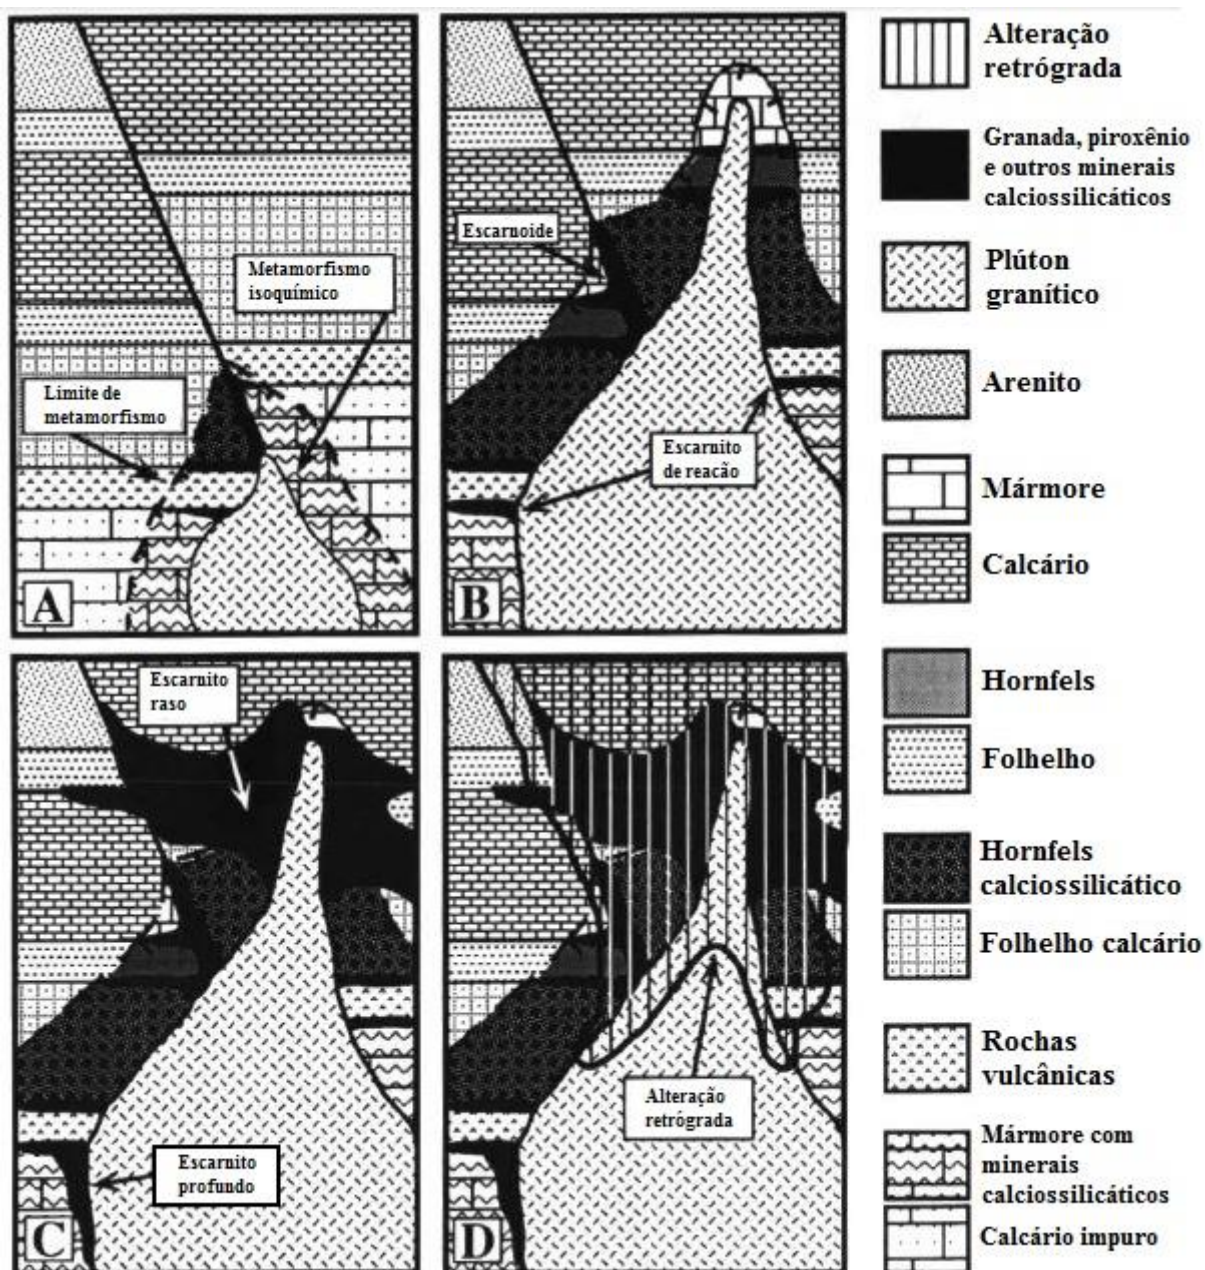 Metamorfismo
isoquímico
Limite de
metamorfismo
A
Escarnoide
Escarnito
de reacão
B
Escarnito
raso
Escarnito
profundo
C
Alteração
retrógrada
D
Alteração
retrógrada
Granada, piroxênio
e outros minerais
calciossilicáticos
Plúton
granítico
Arenito
Mármore
Calcário
Hornfels
Folhelho
Hornfels
calciossilicático
Folhelho calcário
Rochas
vulcânicas
Mármore com
minerais
calciossilicáticos
Calcário impuro